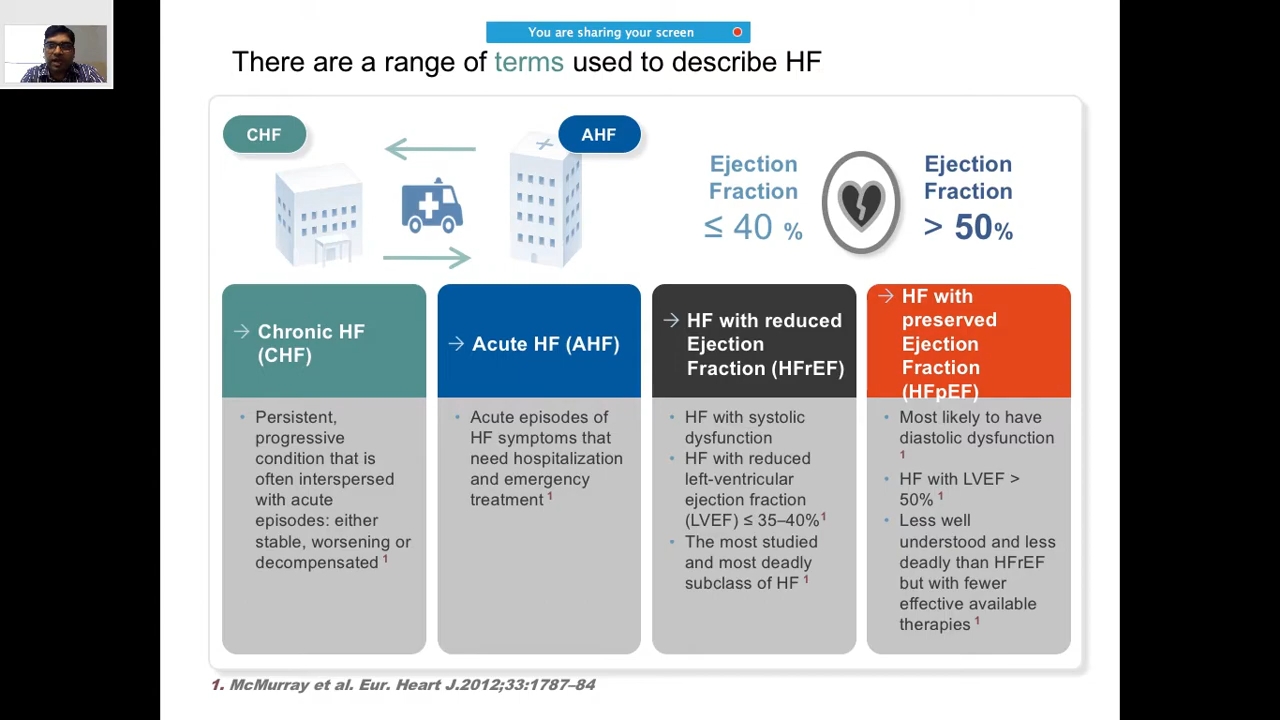 You are sharing your screen
There are a range of terms used to describe HF
CHF
AHF
Ejection
Fraction
≤ 40 %
Ejection
Fraction
> 50%
→ Chronic HF
(CHF)
• Persistent,
progressive
condition that is
often interspersed
with acute
episodes: either
stable, worsening or
decompensated 1
→ Acute HF (AHF)
• Acute episodes of
HF symptoms that
need hospitalization
and emergency
treatment 1
→ HF with reduced
Ejection
Fraction (HFrEF)
• HF with systolic
dysfunction
• HF with reduced
left-ventricular
ejection fraction
(LVEF) ≤ 35–40%1
• The most studied
and most deadly
subclass of HF 1
→ HF with
preserved
Ejection
Fraction
(HFpEF)
• Most likely to have
diastolic dysfunction
1
• HF with LVEF >
50% 1
• Less well
understood and less
deadly than HFrEF
but with fewer
effective available
therapies 1
1. McMurray et al. Eur. Heart J.2012;33:1787–84